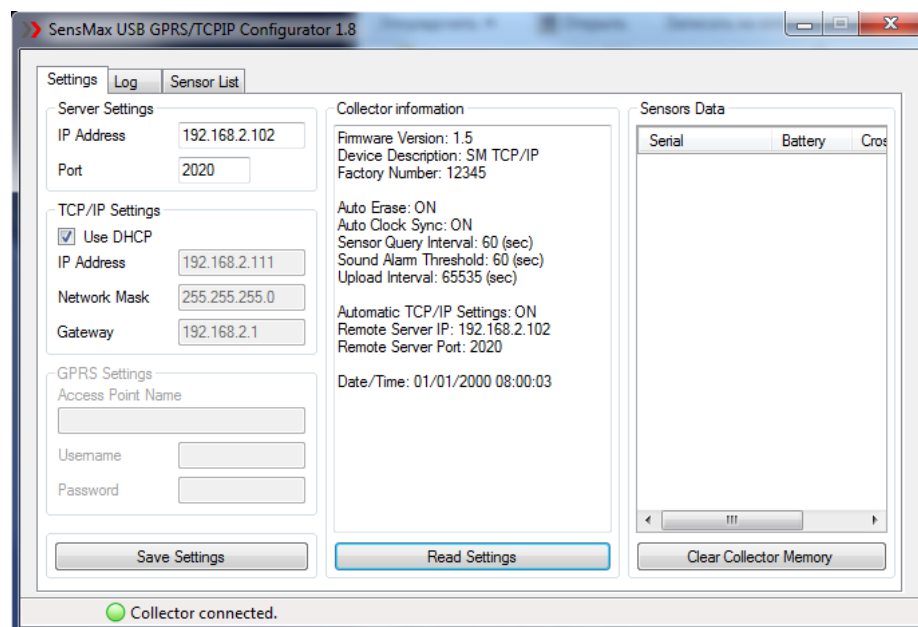 SensMax USB GPRS/TCPIP Configurator 1.8
Settings
Log
Sensor List
Server Settings
IP Address
192.168.2.102
Port
2020
TCP/IP Settings
Use DHCP
IP Address
192.168.2.111
Network Mask
255.255.255.0
Gateway
192.168.2.1
GPRS Settings
Access Point Name
Username
Password
Save Settings
Collector information
Firmware Version: 1.5
Device Description: SM TCP/IP
Factory Number: 12345
Auto Erase: ON
Auto Clock Sync: ON
Sensor Query Interval: 60 (sec)
Sound Alarm Threshold: 60 (sec)
Upload Interval: 65535 (sec)
Automatic TCP/IP Settings: ON
Remote Server IP: 192.168.2.102
Remote Server Port: 2020
Date/Time: 01/01/2000 08:00:03
Read Settings
Sensors Data
Serial Battery Cros
Clear Collector Memory
Collector connected.